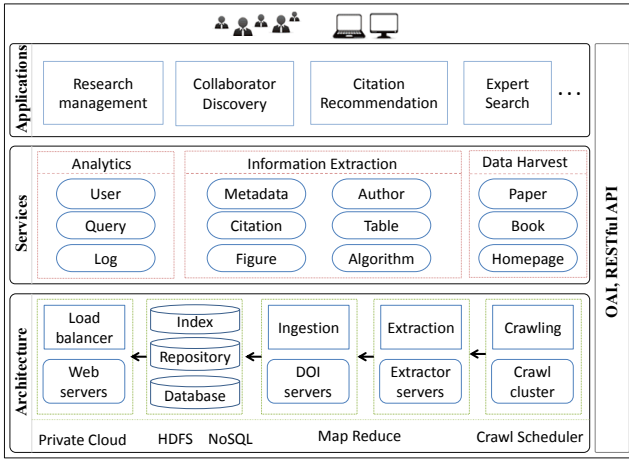 Applications
Research management
Collaborator Discovery
Citation Recommendation
Expert Search
...
Services
Analytics
User
Query
Log
Information Extraction
Metadata
Author
Citation
Table
Figure
Algorithm
Data Harvest
Paper
Book
Homepage
Architecture
Load balancer
Web servers
Index
Repository
Database
Ingestion
DOI servers
Extraction
Extractor servers
Crawling
Crawl cluster
Private Cloud
HDFS
NoSQL
Map Reduce
Crawl Scheduler
OAI, RESTful API